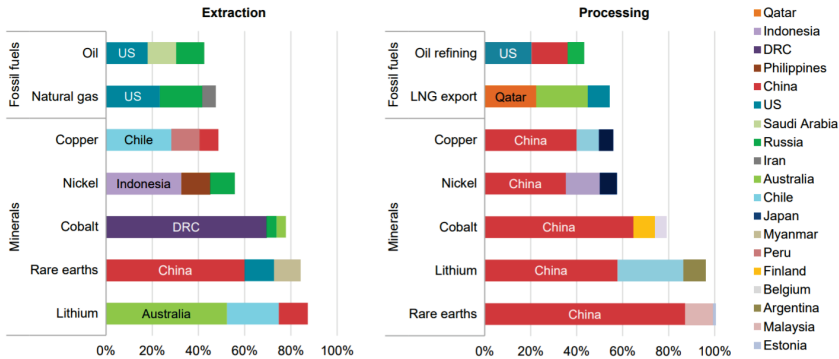 Extraction
Fossil fuels
Oil
US
Natural gas
US
Minerals
Copper
Chile
Nickel
Indonesia
Cobalt
DRC
Rare earths
China
Lithium
Australia
0% 20% 40% 60% 80% 100%
Processing
Fossil fuels
Oil refining
US
LNG export
Qatar
Minerals
Copper
China
Nickel
China
Cobalt
China
Lithium
China
Rare earths
China
0% 20% 40% 60% 80% 100%
Qatar
Indonesia
DRC
Philippines
China
US
Saudi Arabia
Russia
Iran
Australia
Chile
Japan
Myanmar
Peru
Finland
Belgium
Argentina
Malaysia
Estonia